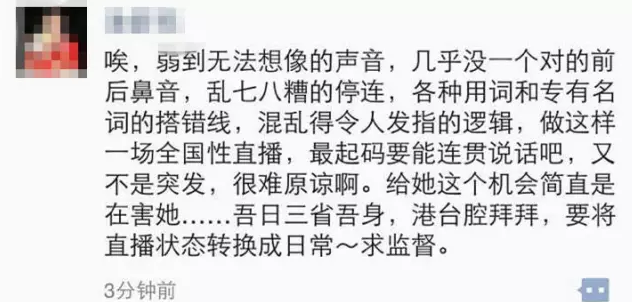 唉，弱到无法想像的声音，几乎没一个对的前
后鼻音，乱七八糟的停连，各种用词和专有名
词的搭错线，混乱得令人发指的逻辑，做这样
一场全国性直播，最起码要能连贯说话吧，又
不是突发，很难原谅啊。给她这个机会简直是
在害她……吾日三省吾身，港台腔拜拜，要将
直播状态转换成日常～求监督。
3分钟前